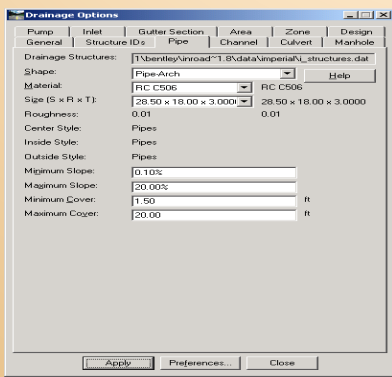 Drainage Options
Pump Inlet Gutter Section Area Zone Design
General Structure IDs Pipe Channel Culvert Manhole
Drainage Structures: 1\bentley\inroad~1.8\data\imperial\i_structures.dat
Shape: Pipe-Arch Help
Material: RC C506 RC C506
Size (S x R x T): 28.50 x 18.00 x 3.000( 28.50 x 18.00 x 3.0000
Roughness: 0.01 0.01
Center Style: Pipes
Inside Style: Pipes
Outside Style: Pipes
Minimum Slope: 0.10%
Maximum Slope: 20.00%
Minimum Cover: 1.50 ft
Maximum Cover: 20.00 ft
Apply Preferences... Close